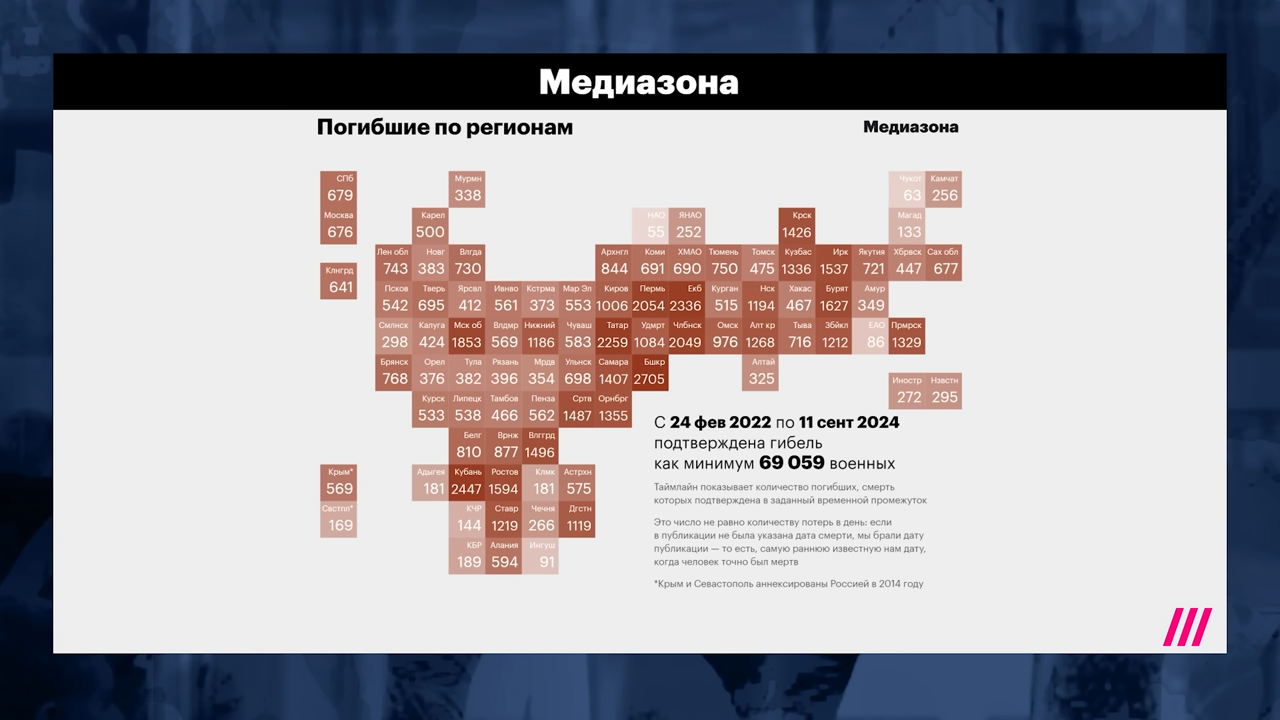 Медиазона
Погибшие по регионам
Медиазона
СПб Мурмн Чукот Камчат
679 338 63 256
Москва Карел НАО ЯНАО Крск Магад
676 500 55 252 1426 133
Лен обл Новг Влгда Архнгл Коми ХМАО Тюмень Томск Кузбас Ирк Якутия Хбрвск Сах обл
743 383 730 844 691 690 750 475 1336 1537 721 447 677
Клнгрд
641
Псков Тверь Ярсвл Ивнво Кстрма Мар Эл Киров Пермь Екб Курган Нск Хакас Бурят Амур
542 695 412 561 373 553 1006 2054 2336 515 1194 467 1627 349
Смлнск Калуга Мск об Влдмр Нижний Чуваш Татар Удмрт Члбнск Омск Алт кр Тыва Збйкл ЕАО Прмрск
298 424 1853 569 1186 583 2259 1084 2049 976 1268 716 1212 86 1329
Брянск Орел Тула Рязань Мрдв Ульнск Самара Бшкр Алтай
768 376 382 396 354 698 1407 2705 325
Иностр Нзвстн
272 295
Курск Липецк Тамбов Пенза Сртв Орнбрг
533 538 466 562 1487 1355
Белг Врнж Влггрд
810 877 1496
Крым* Адыгея Кубань Ростов Клмк Астрхн
569 181 2447 1594 181 575
Свстпл* КЧР Ставр Чечня Дгстн
169 144 1219 266 1119
КБР Алания Ингуш
189 594 91
С 24 фев 2022 по 11 сент 2024
подтверждена гибель
как минимум 69 059 военных
Таймлайн показывает количество погибших, смерть
которых подтверждена в заданный временной промежуток
Это число не равно количеству потерь в день: если
в публикации не была указана дата смерти, мы брали дату
публикации — то есть, самую раннюю известную нам дату,
когда человек точно был мертв
*Крым и Севастополь аннексированы Россией в 2014 году